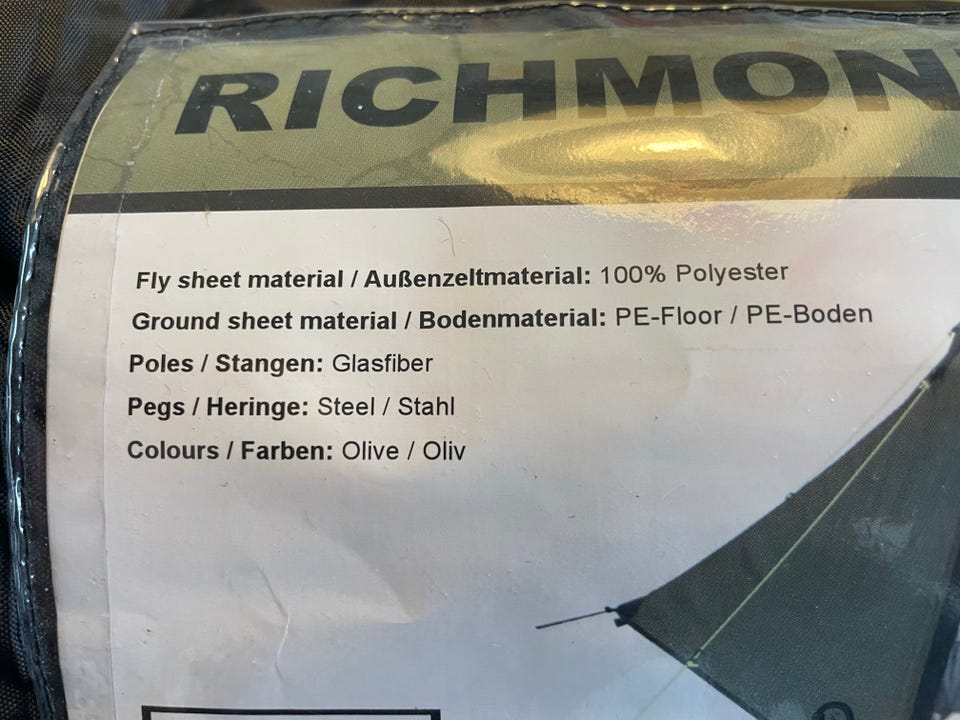 RICHMON
Fly sheet material / Außenzeltmaterial: 100% Polyester
Ground sheet material / Bodenmaterial: PE-Floor / PE-Boden
Poles / Stangen: Glasfiber
Pegs / Heringe: Steel / Stahl
Colours / Farben: Olive / Oliv